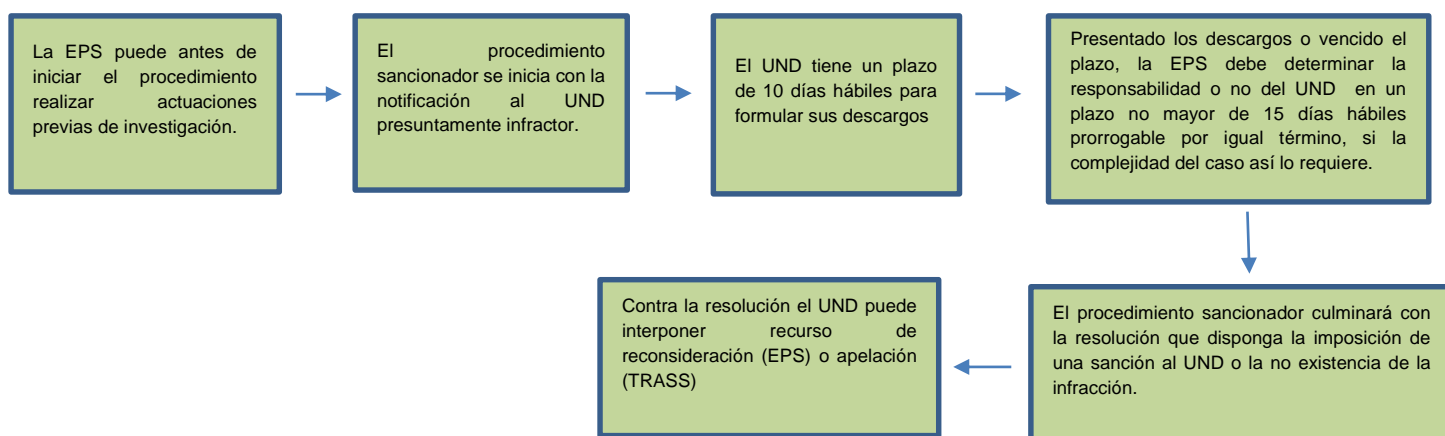 La EPS puede antes de
iniciar el procedimiento
realizar actuaciones
previas de investigación.
El procedimiento
sancionador se inicia con la
notificación al UND
presuntamente infractor.
El UND tiene un plazo
de 10 días hábiles para
formular sus descargos
Presentado los descargos o vencido el
plazo, la EPS debe determinar la
responsabilidad o no del UND en un
plazo no mayor de 15 días hábiles
prorrogable por igual término, si la
complejidad del caso así lo requiere.
El procedimiento sancionador culminará con
la resolución que disponga la imposición de
una sanción al UND o la no existencia de la
infracción.
Contra la resolución el UND puede
interponer recurso de
reconsideración (EPS) o apelación
(TRASS)